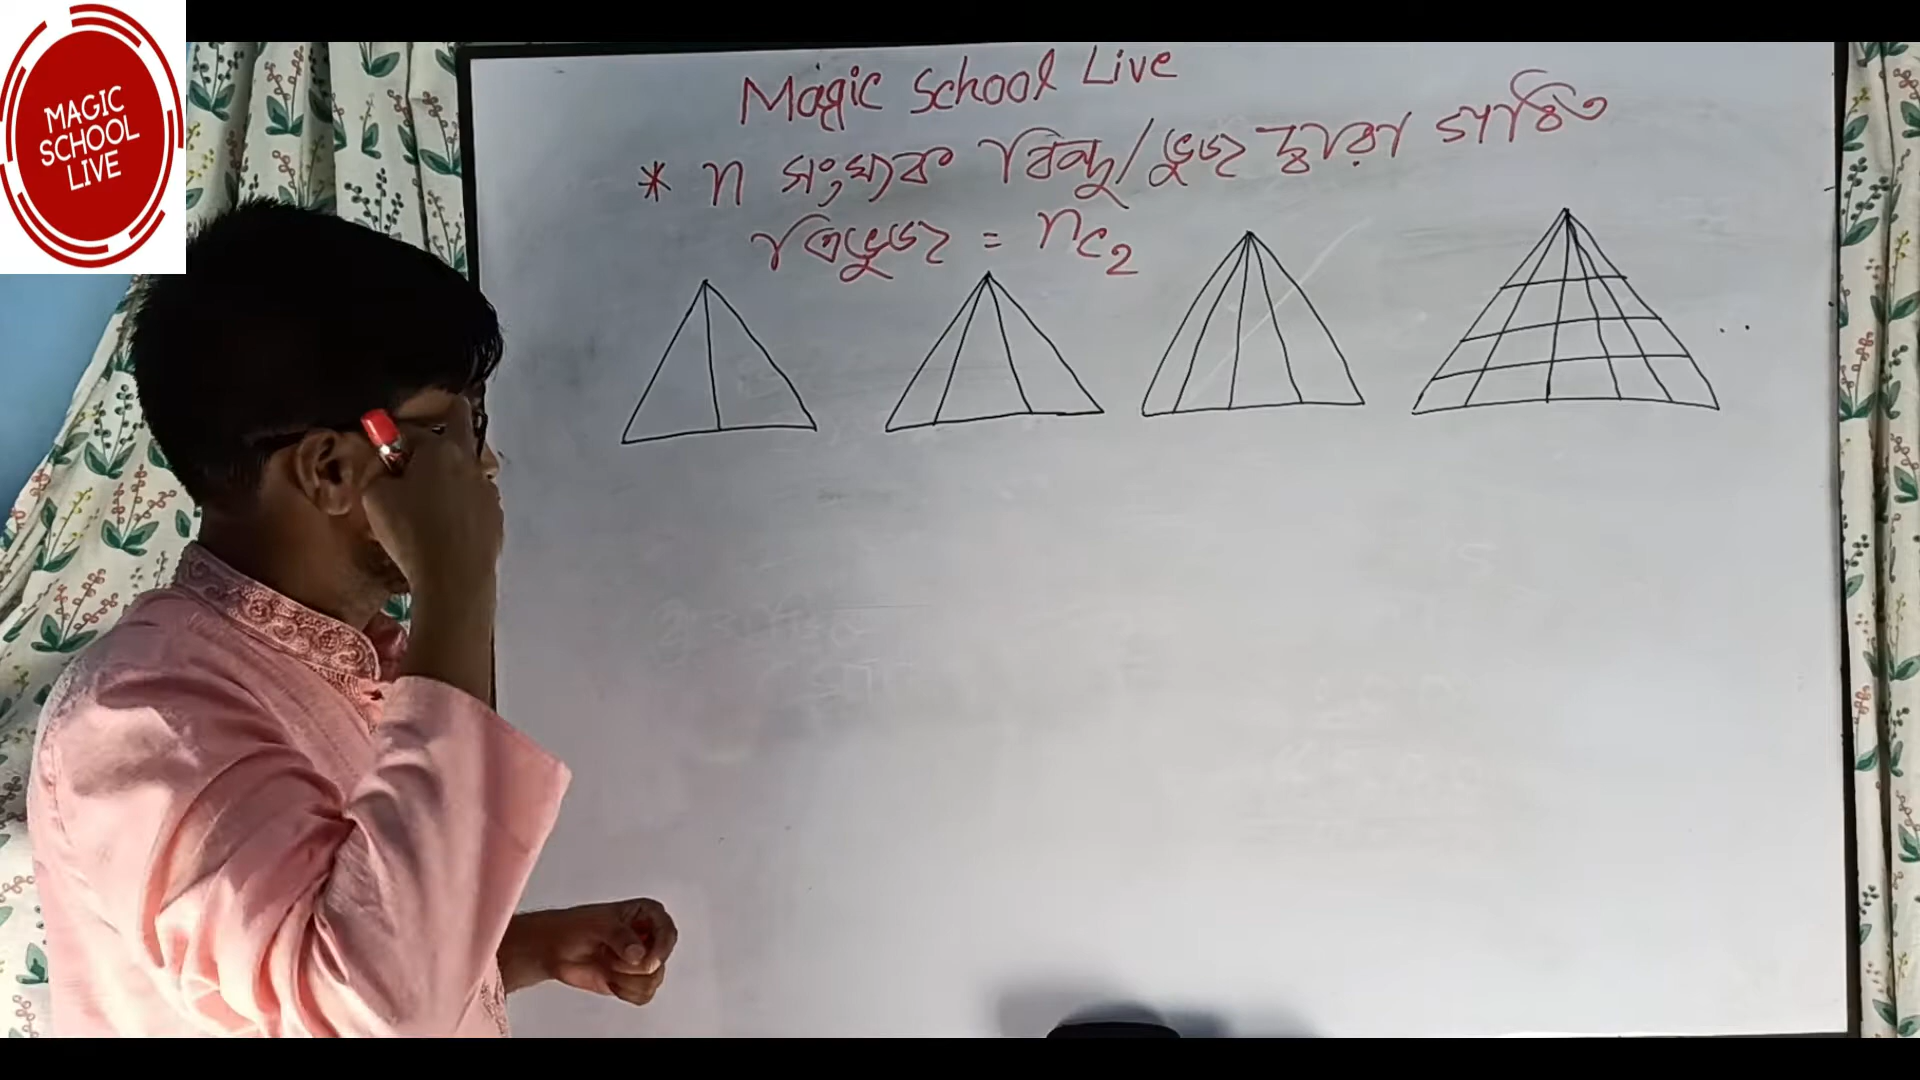 MAGIC
SCHOOL
LIVE
Magic School Live
* n সংখ্যক বিন্দু/ভুজ দ্বারা গঠিত
ত্রিভুজ = nc2